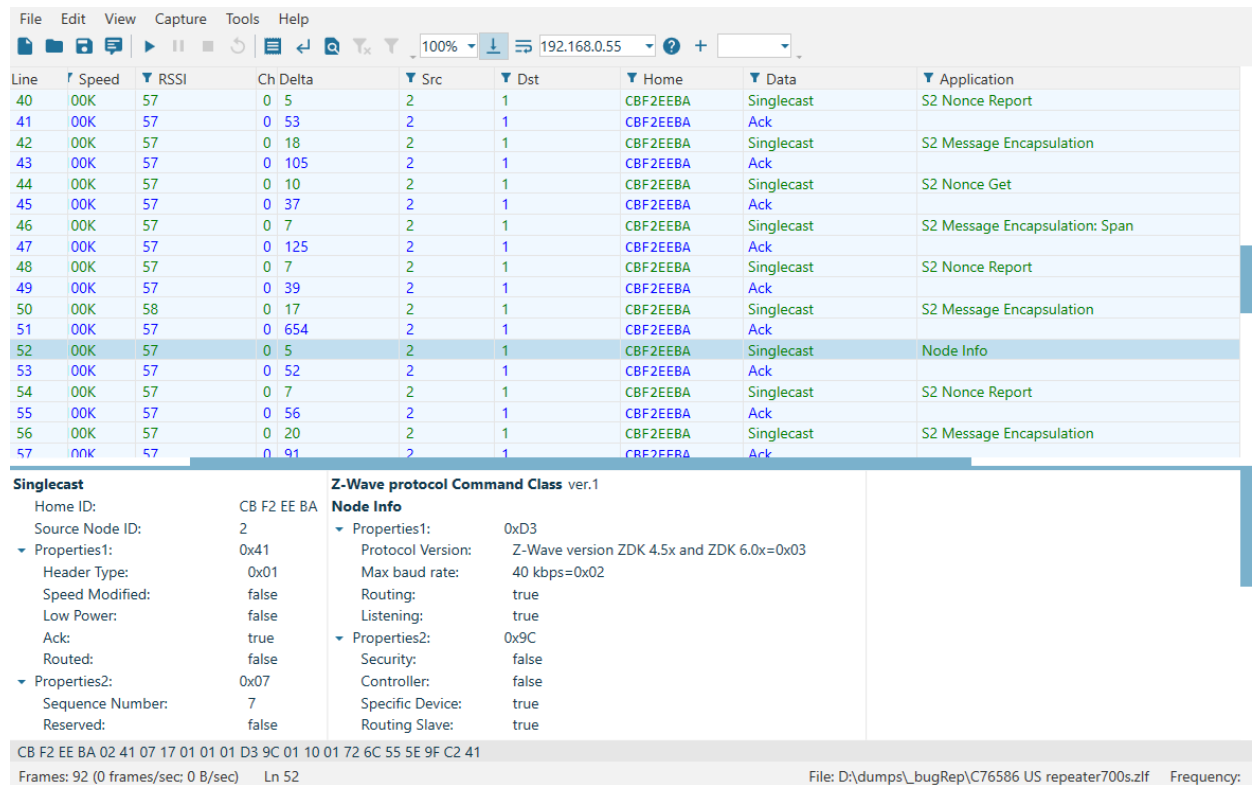 File Edit View Capture Tools Help
100% 192.168.0.55
Line Speed RSSI Ch Delta Src Dst Home Data Application
40 00K 57 0 5 2 1 CBF2EEBA Singlecast S2 Nonce Report
41 00K 57 0 53 2 1 CBF2EEBA Ack
42 00K 57 0 18 2 1 CBF2EEBA Singlecast S2 Message Encapsulation
43 00K 57 0 105 2 1 CBF2EEBA Ack
44 00K 57 0 10 2 1 CBF2EEBA Singlecast S2 Nonce Get
45 00K 57 0 37 2 1 CBF2EEBA Ack
46 00K 57 0 7 2 1 CBF2EEBA Singlecast S2 Message Encapsulation: Span
47 00K 57 0 125 2 1 CBF2EEBA Ack
48 00K 57 0 7 2 1 CBF2EEBA Singlecast S2 Nonce Report
49 00K 57 0 39 2 1 CBF2EEBA Ack
50 00K 58 0 17 2 1 CBF2EEBA Singlecast S2 Message Encapsulation
51 00K 57 0 654 2 1 CBF2EEBA Ack
52 00K 57 0 5 2 1 CBF2EEBA Singlecast Node Info
53 00K 57 0 52 2 1 CBF2EEBA Ack
54 00K 57 0 7 2 1 CBF2EEBA Singlecast S2 Nonce Report
55 00K 57 0 56 2 1 CBF2EEBA Ack
56 00K 57 0 20 2 1 CBF2EEBA Singlecast S2 Message Encapsulation
57 00K 57 0 91 2 1 CBF2EEBA Ack
Singlecast Z-Wave protocol Command Class ver.1
Home ID: CB F2 EE BA Node Info
Source Node ID: 2 Properties1: 0xD3
Properties1: 0x41 Protocol Version: Z-Wave version ZDK 4.5x and ZDK 6.0x=0x03
Header Type: 0x01 Max baud rate: 40 kbps=0x02
Speed Modified: false Routing: true
Low Power: false Listening: true
Ack: true Properties2: 0x9C
Routed: false Security: false
Properties2: 0x07 Controller: false
Sequence Number: 7 Specific Device: true
Reserved: false Routing Slave: true
CB F2 EE BA 02 41 07 17 01 01 01 D3 9C 01 10 01 72 6C 55 5E 9F C2 41
Frames: 92 (0 frames/sec; 0 B/sec) Ln 52 File: D:\dumps\_bugRep\C76586 US repeater700s.zlf Frequency: